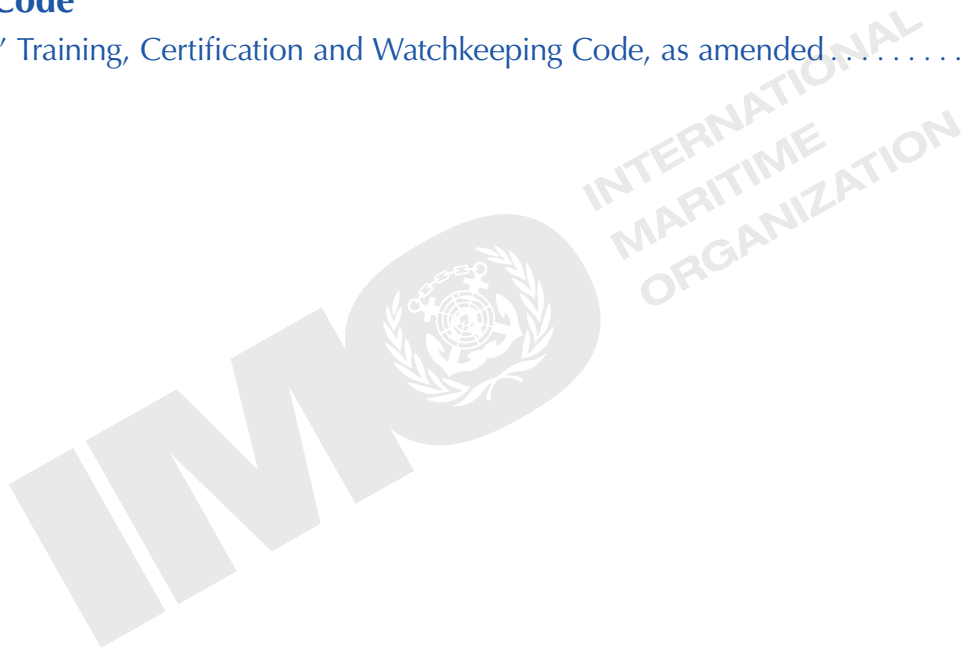 Code
’ Training, Certification and Watchkeeping Code, as amended . . . . . . . . .
INTERNATIONAL
MARITIME
ORGANIZATION
IMO